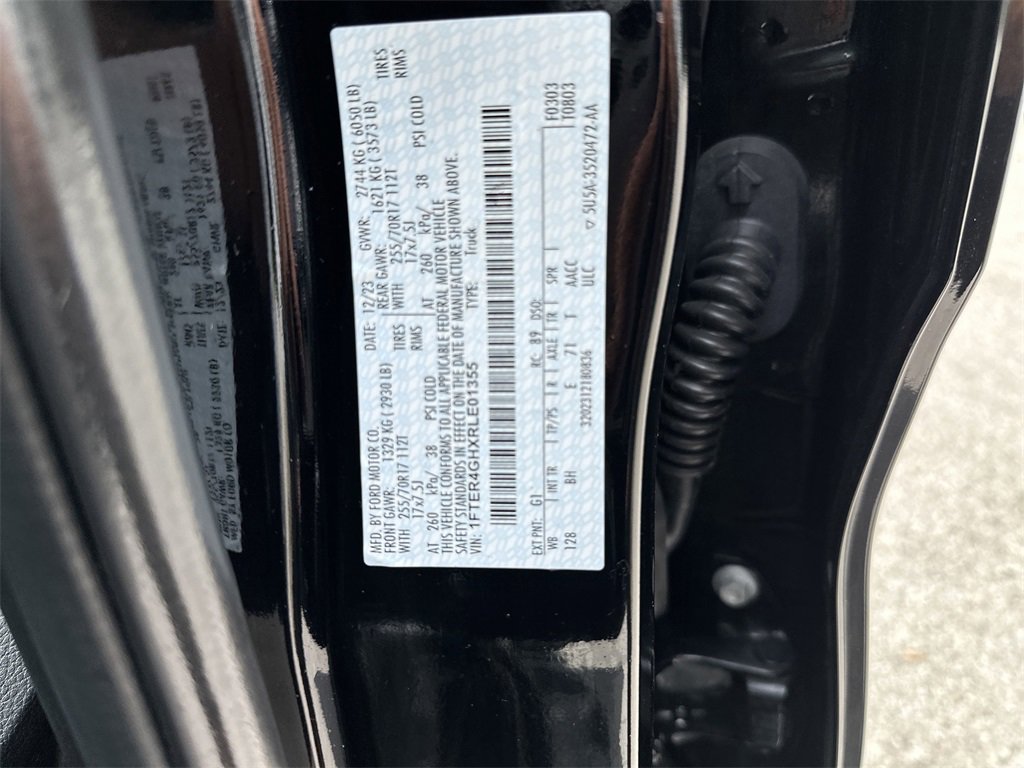 MFD. BY FORD MOTOR CO.
DATE: 12/23 GVWR: 2744 KG ( 6050 LB)
FRONT GAWR: 1329 KG ( 2930 LB)
REAR GAWR: 1621 KG ( 3573 LB)
WITH 255/70R17 112T TIRES
WITH 255/70R17 112T TIRES
17x7.5J RIMS
17x7.5J RIMS
AT 260 kPa/ 38 PSI COLD
AT 260 kPa/ 38 PSI COLD
THIS VEHICLE CONFORMS TO ALL APPLICABLE FEDERAL MOTOR VEHICLE
SAFETY STANDARDS IN EFFECT ON THE DATE OF MANUFACTURE SHOWN ABOVE.
VIN: 1FTER4GHXRLE01355 TYPE: Truck
EXT PNT: G1 RC: 89 DSO: F0303
WB INT TR TP/PS R AXLE TR SPR T0803
128 BH E 71 T AACC
3202312180836 ULC
5U5A-3520472-AA